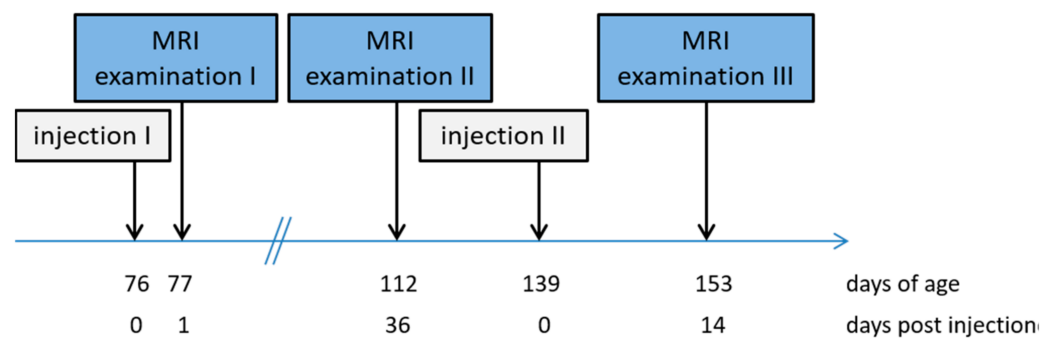 MRI
examination I
MRI
examination II
MRI
examination III
injection I
injection II
76 77 112 139 153 days of age
0 1 36 0 14 days post injection